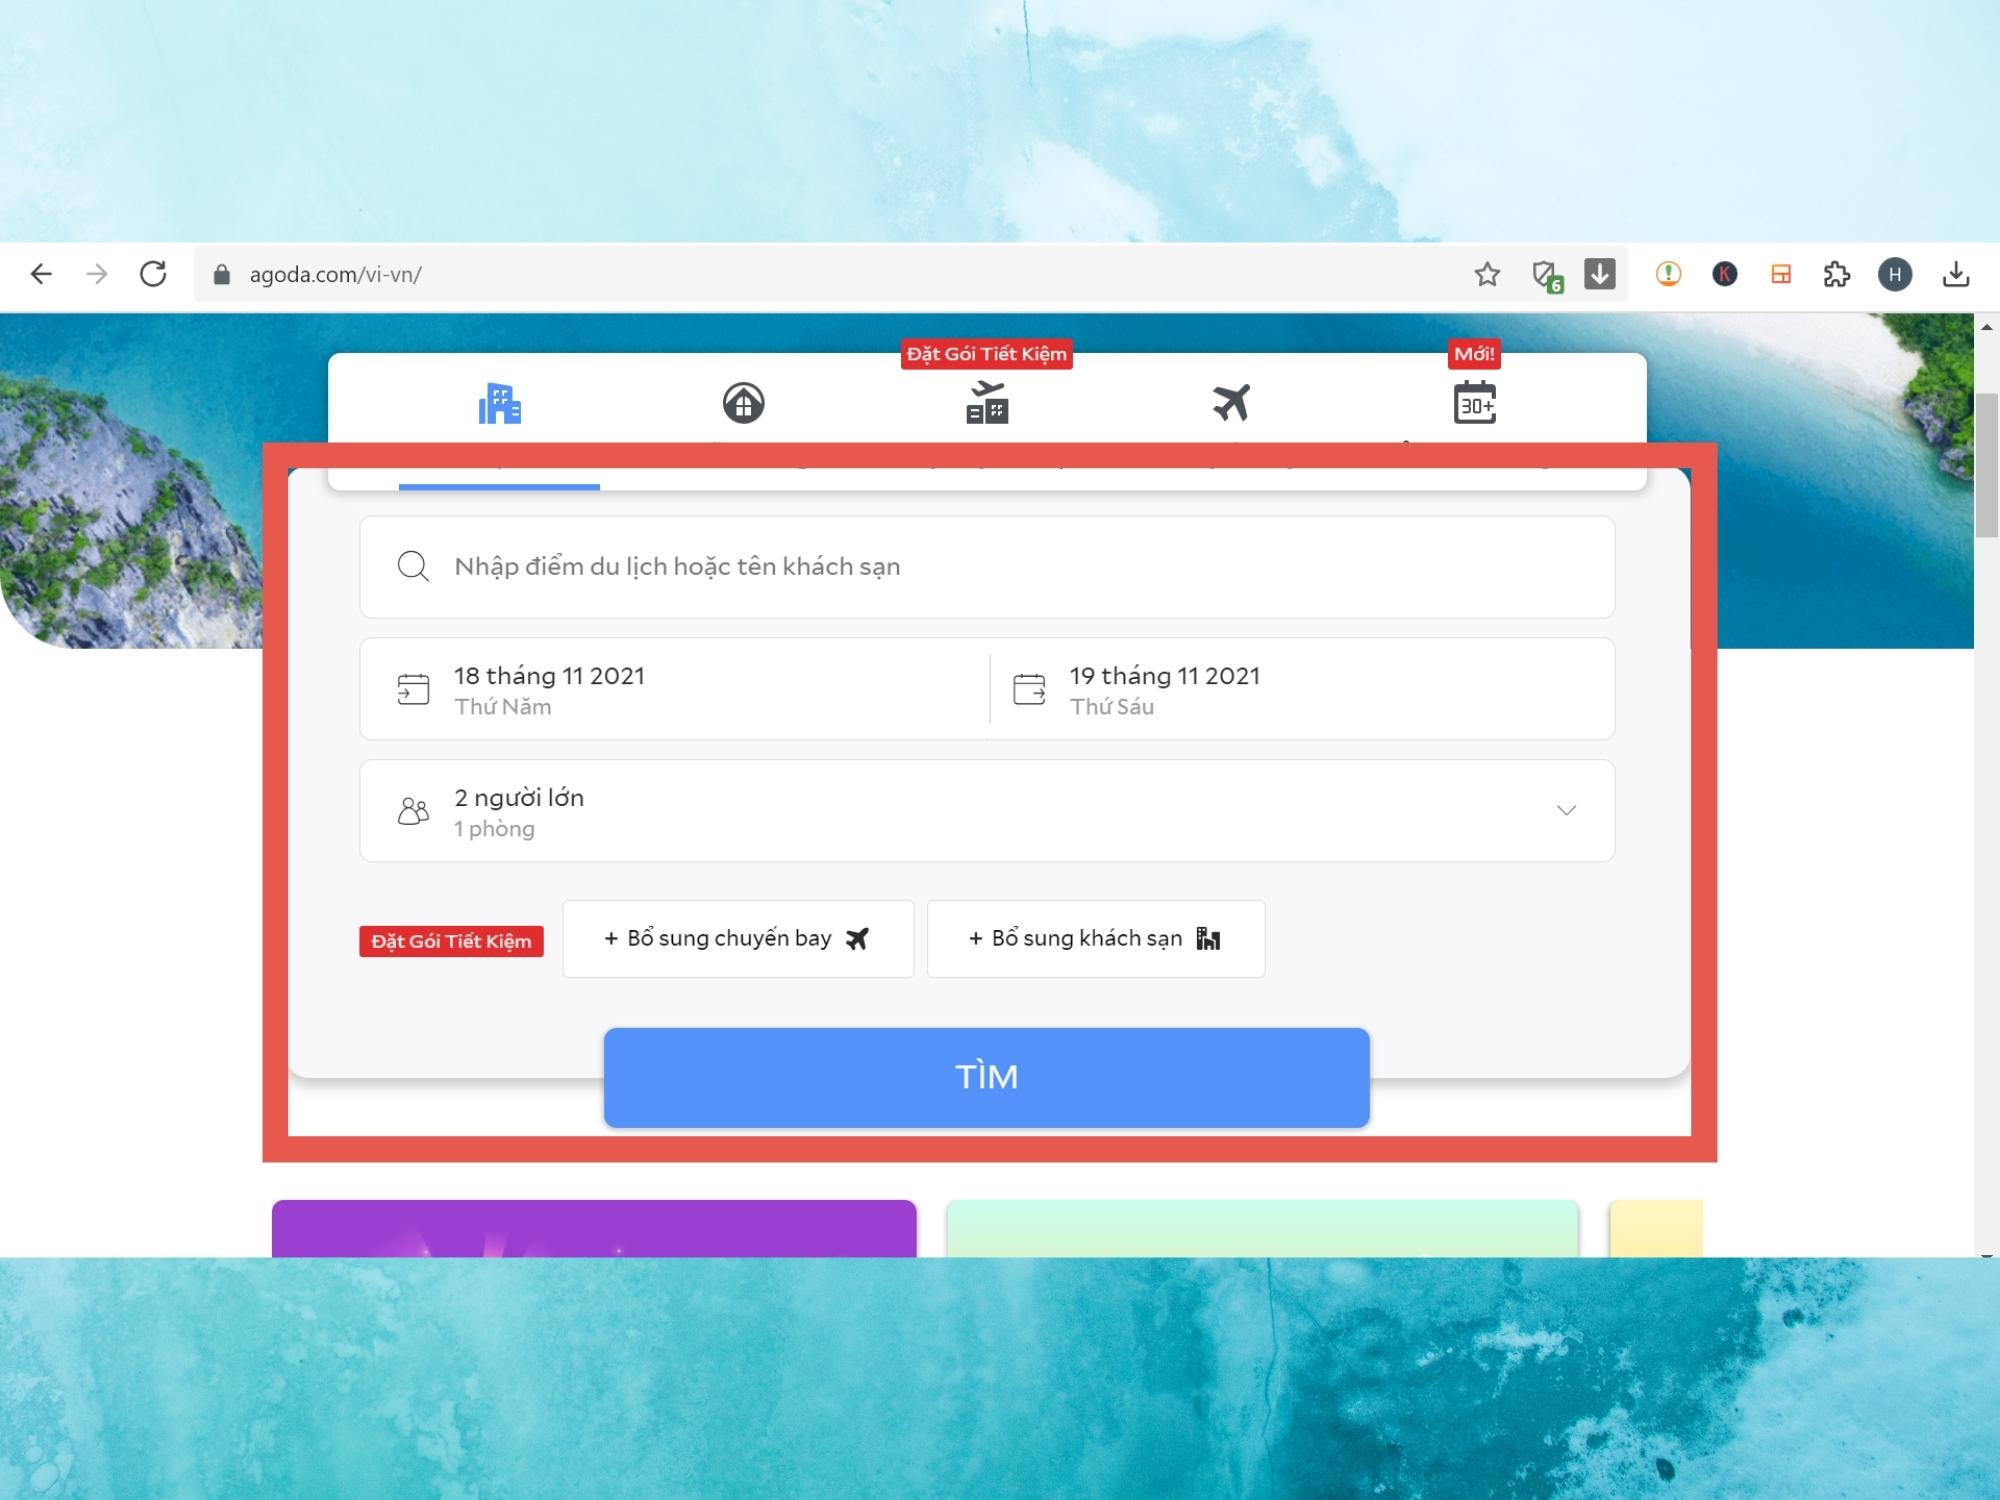 agoda.com/vi-vn/
6
K
H
Đặt Gói Tiết Kiệm
Mới!
30+
Nhập điểm du lịch hoặc tên khách sạn
18 tháng 11 2021
Thứ Năm
19 tháng 11 2021
Thứ Sáu
2 người lớn
1 phòng
Đặt Gói Tiết Kiệm
+ Bổ sung chuyến bay
+ Bổ sung khách sạn
TÌM